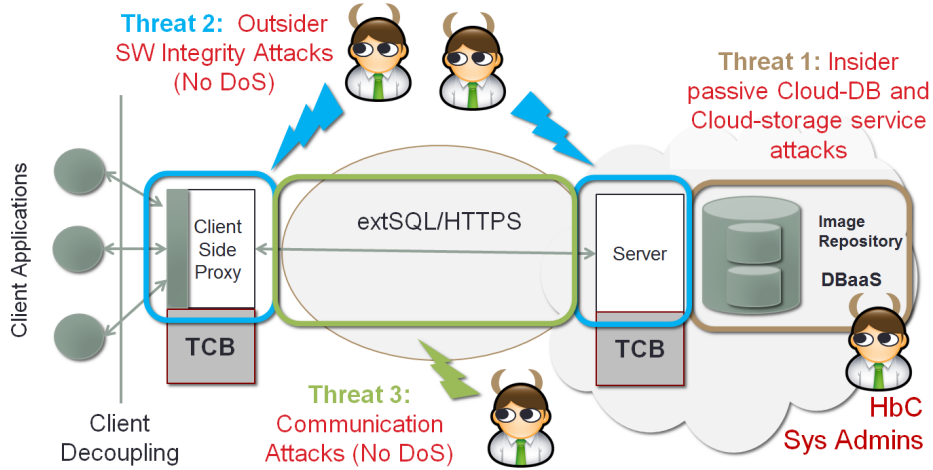 Threat 2: Outsider
SW Integrity Attacks
(No DoS)
Threat 1: Insider
passive Cloud-DB and
Cloud-storage service
attacks
Client Applications
Client
Side
Proxy
extSQL/HTTPS
Server
Image
Repository
DBaaS
TCB
TCB
Threat 3:
Communication
Attacks (No DoS)
Client
Decoupling
HbC
Sys Admins